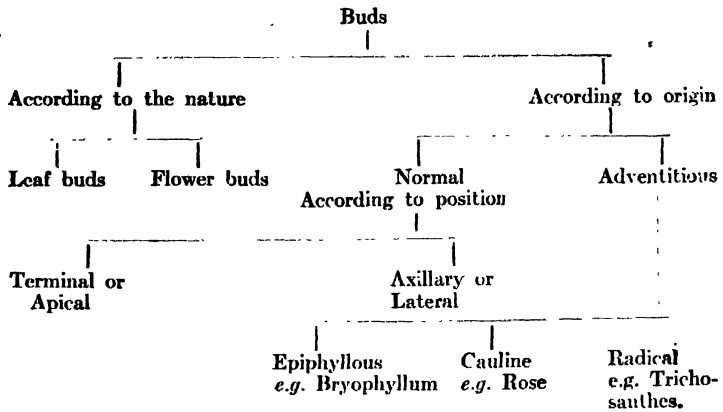 Buds
According to the nature
According to origin
Leaf buds
Flower buds
Normal
According to position
Adventitious
Terminal or
Apical
Axillary or
Lateral
Epiphyllous
e.g. Bryophyllum
Cauline
e.g. Rose
Radical
e.g. Tricho-
santhes.